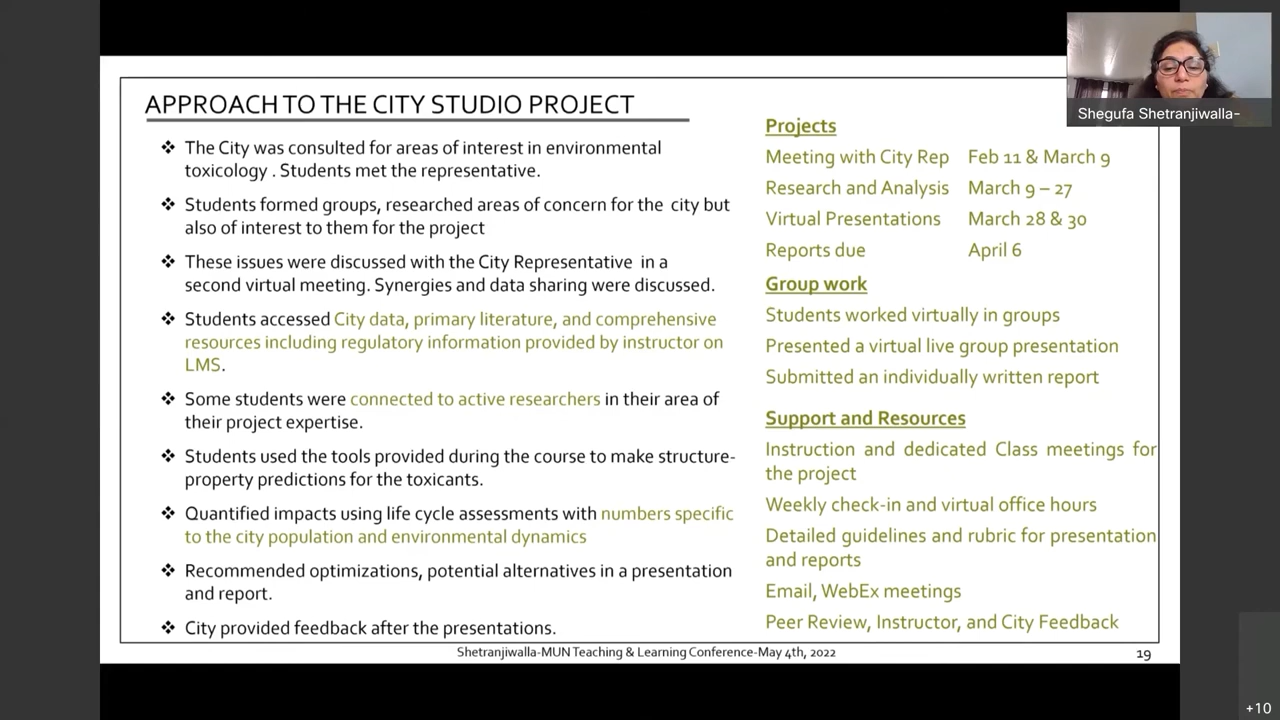 APPROACH TO THE CITY STUDIO PROJECT
❖ The City was consulted for areas of interest in environmental
toxicology . Students met the representative.
❖ Students formed groups, researched areas of concern for the city but
also of interest to them for the project
❖ These issues were discussed with the City Representative in a
second virtual meeting. Synergies and data sharing were discussed.
❖ Students accessed City data, primary literature, and comprehensive
resources including regulatory information provided by instructor on
LMS.
❖ Some students were connected to active researchers in their area of
their project expertise.
❖ Students used the tools provided during the course to make structure-
property predictions for the toxicants.
❖ Quantified impacts using life cycle assessments with numbers specific
to the city population and environmental dynamics
❖ Recommended optimizations, potential alternatives in a presentation
and report.
❖ City provided feedback after the presentations.
Projects
Meeting with City Rep Feb 11 & March 9
Research and Analysis March 9 – 27
Virtual Presentations March 28 & 30
Reports due April 6
Group work
Students worked virtually in groups
Presented a virtual live group presentation
Submitted an individually written report
Support and Resources
Instruction and dedicated Class meetings for
the project
Weekly check-in and virtual office hours
Detailed guidelines and rubric for presentation
and reports
Email, WebEx meetings
Peer Review, Instructor, and City Feedback
Shetranjiwalla-MUN Teaching & Learning Conference-May 4th, 2022
19
Shegufa Shetranjiwalla-
+10